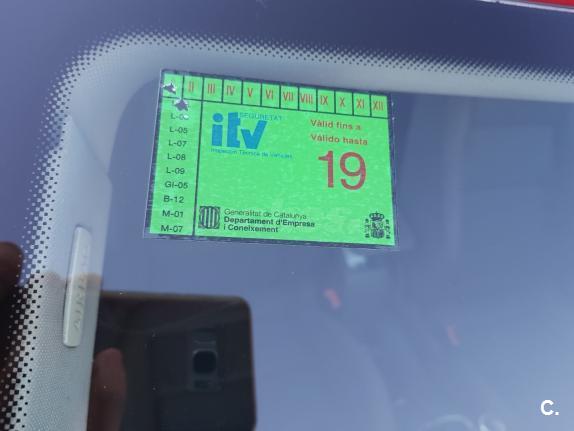 II III IV V VI VII VIII IX X XI XII
L-05
L-07
L-08
L-09
GI-05
B-12
M-01
M-07
SEGURETAT
itv
Inspecció Tècnica de Vehicles
Vàlid fins a
Válido hasta
19
Generalitat de Catalunya
Departament d'Empresa
i Coneixement
AIRBAG
C.